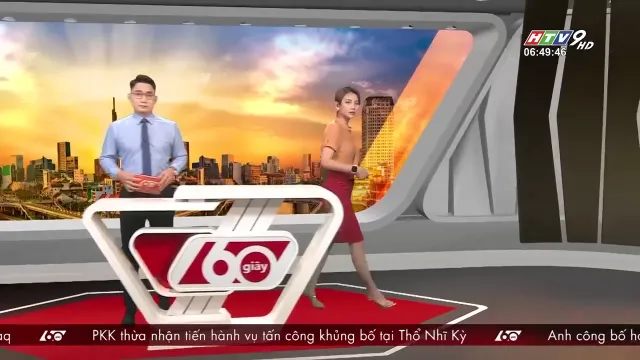 HTV9 HD
06:49:46
60 giây
aq 60 PKK thừa nhận tiến hành vụ tấn công khủng bố tại Thổ Nhĩ Kỳ 60 Anh công bố h